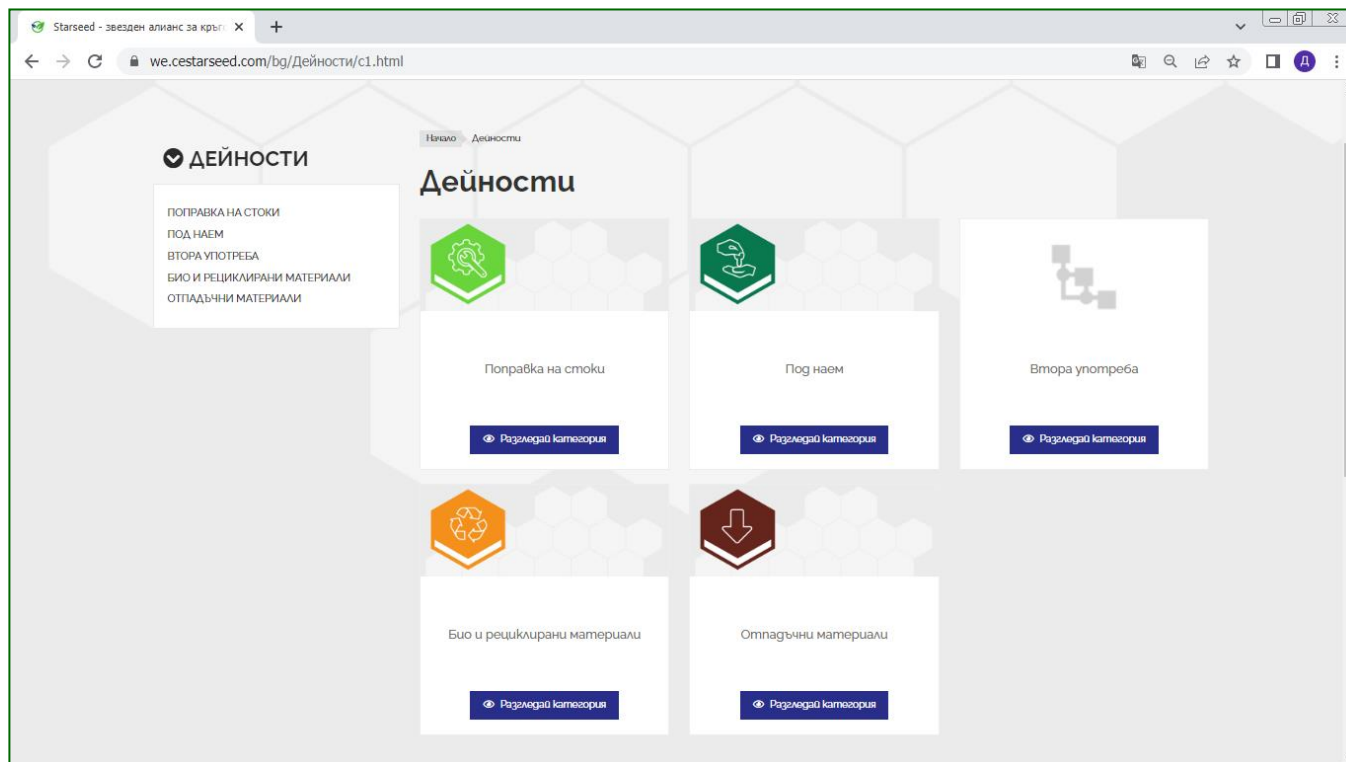 Starseed - звезден алианс за кръго
we.cestarseed.com/bg/Дейности/c1.html
Д
Начало Дейности
ДЕЙНОСТИ
ПОПРАВКА НА СТОКИ
ПОД НАЕМ
ВТОРА УПОТРЕБА
БИО И РЕЦИКЛИРАНИ МАТЕРИАЛИ
ОТПАДЪЧНИ МАТЕРИАЛИ
Дейности
Поправка на стоки
Разгледай категория
Под наем
Разгледай категория
Втора употреба
Разгледай категория
Био и рециклирани материали
Разгледай категория
Отпадъчни материали
Разгледай категория